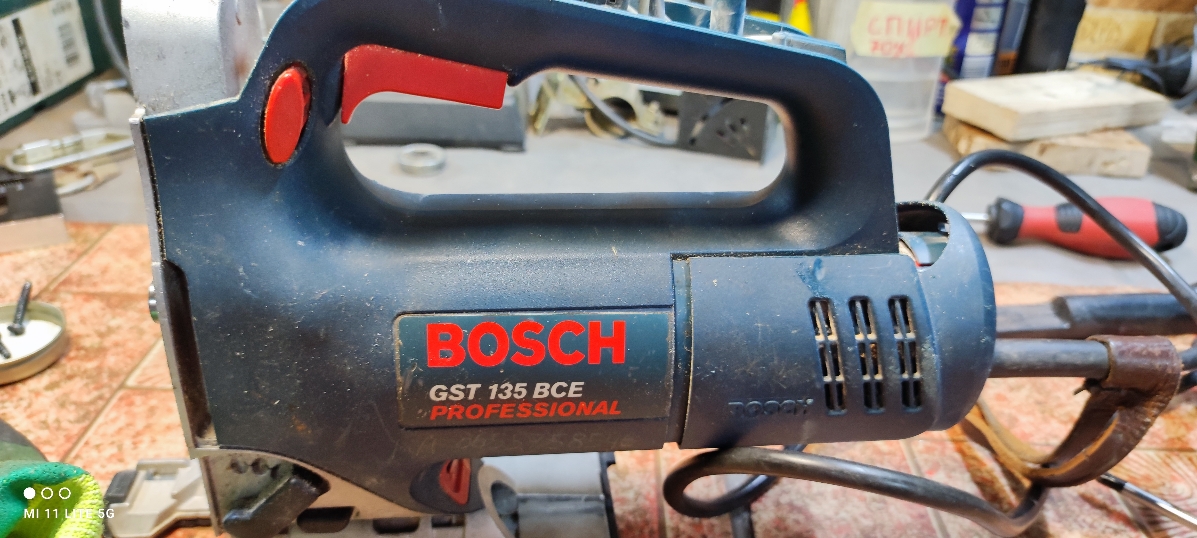 СПИРТ
BOSCH
GST 135 BCE
PROFESSIONAL
BOSCH
MI 11 LITE 5G